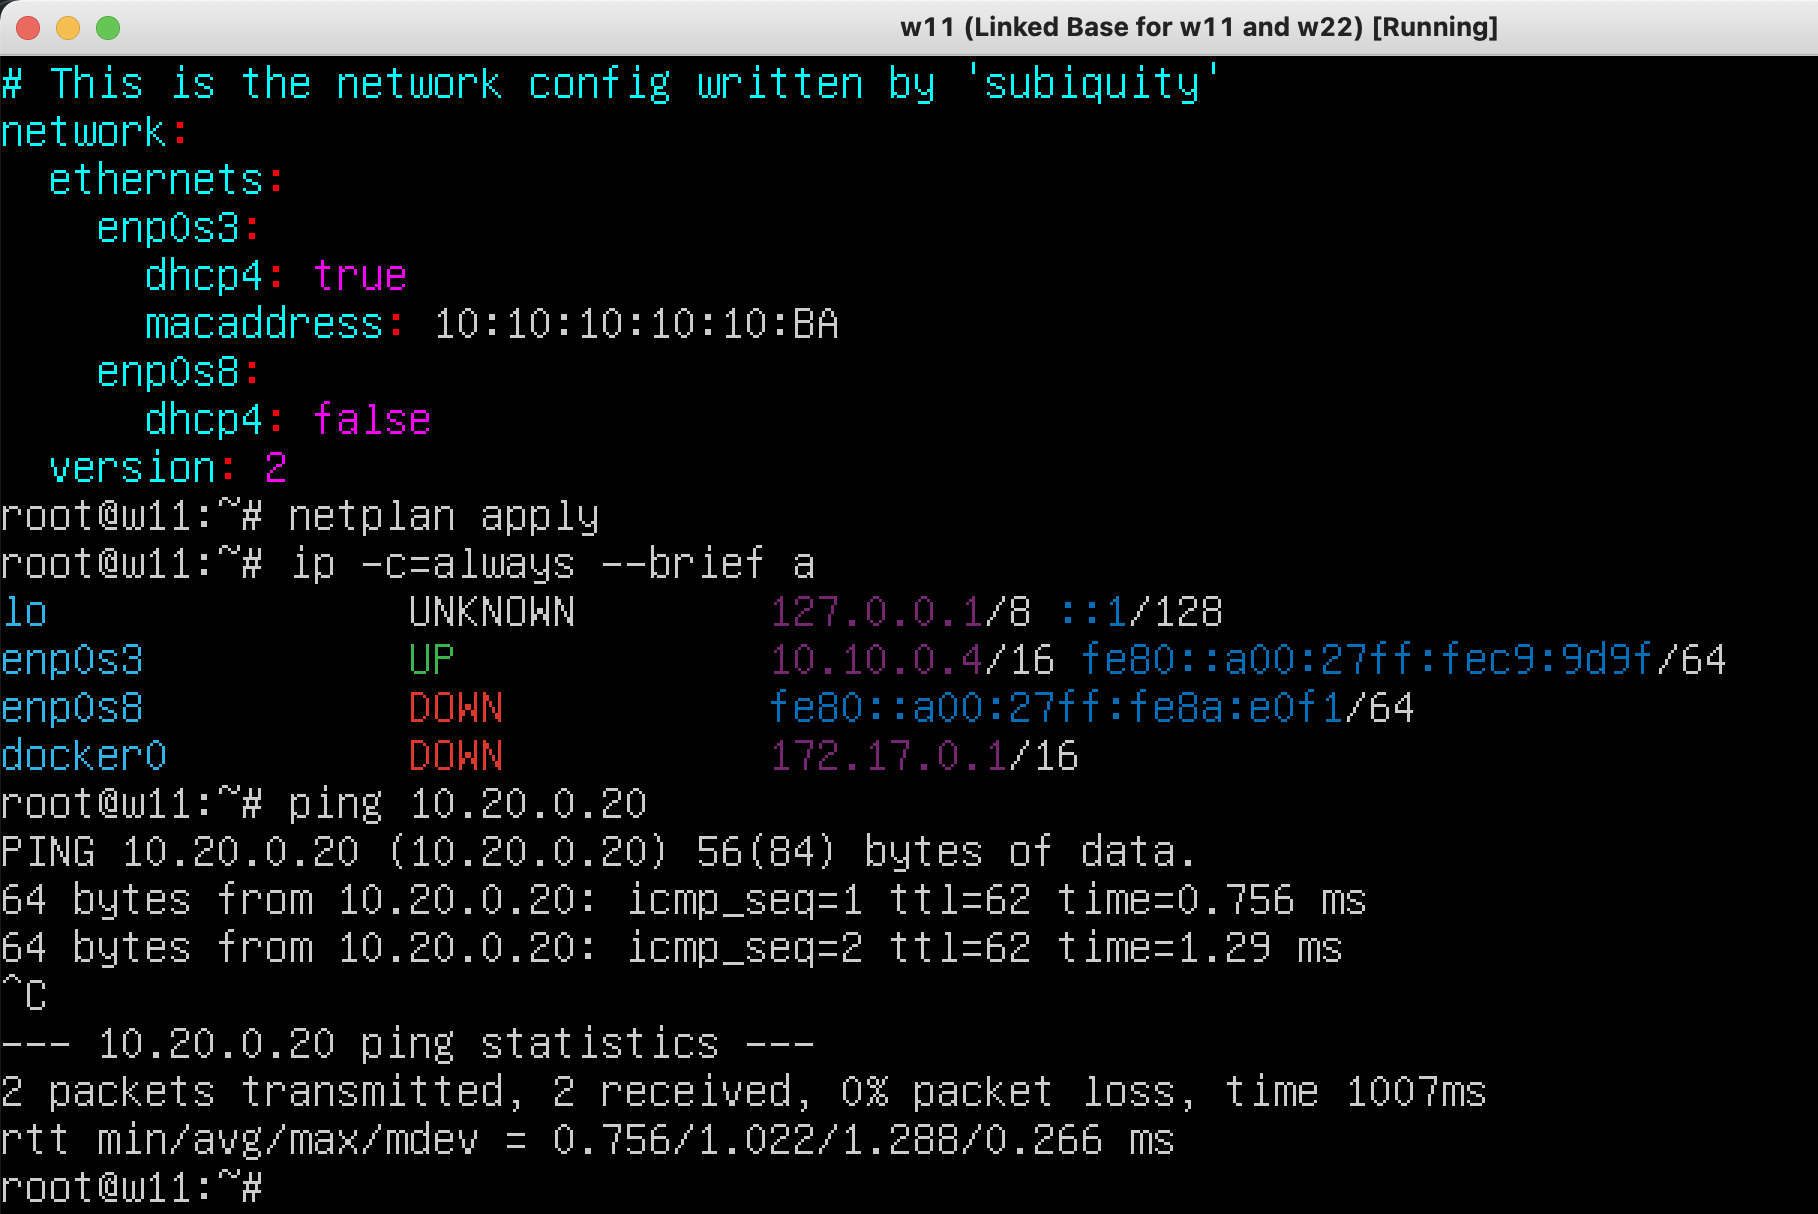 w11 (Linked Base for w11 and w22) [Running]
# This is the network config written by 'subiquity'
network:
  ethernets:
    enp0s3:
      dhcp4: true
      macaddress: 10:10:10:10:10:BA
    enp0s8:
      dhcp4: false
  version: 2
root@w11:~# netplan apply
root@w11:~# ip -c=always --brief a
lo               UNKNOWN        127.0.0.1/8 ::1/128
enp0s3           UP             10.10.0.4/16 fe80::a00:27ff:fec9:9d9f/64
enp0s8           DOWN           fe80::a00:27ff:fe8a:e0f1/64
docker0          DOWN           172.17.0.1/16
root@w11:~# ping 10.20.0.20
PING 10.20.0.20 (10.20.0.20) 56(84) bytes of data.
64 bytes from 10.20.0.20: icmp_seq=1 ttl=62 time=0.756 ms
64 bytes from 10.20.0.20: icmp_seq=2 ttl=62 time=1.29 ms
^C
--- 10.20.0.20 ping statistics ---
2 packets transmitted, 2 received, 0% packet loss, time 1007ms
rtt min/avg/max/mdev = 0.756/1.022/1.288/0.266 ms
root@w11:~#